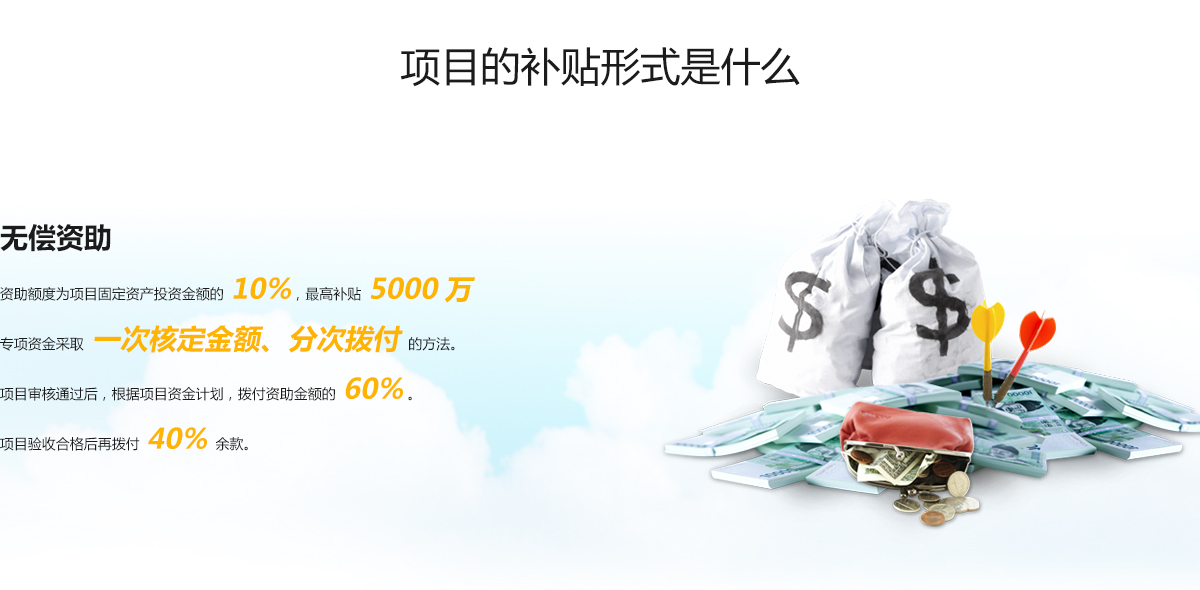 项目的补贴形式是什么
无偿资助
资助额度为项目固定资产投资金额的 10%，最高补贴 5000 万
专项资金采取 一次核定金额、分次拨付 的方法。
项目审核通过后，根据项目资金计划，拨付资助金额的 60%。
项目验收合格后再拨付 40% 余款。
$
$